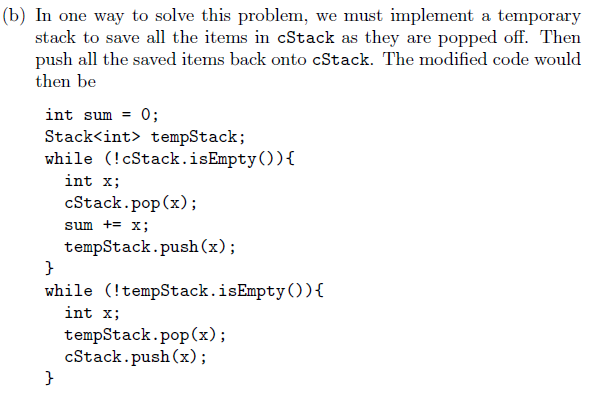 (b) In one way to solve this problem, we must implement a temporary
stack to save all the items in cStack as they are popped off. Then
push all the saved items back onto cStack. The modified code would
then be
int sum = 0;
Stack<int> tempStack;
while (!cStack.isEmpty()){
int x;
cStack.pop(x);
sum += x;
tempStack.push(x);
}
while (!tempStack.isEmpty()){
int x;
tempStack.pop(x);
cStack.push(x);
}